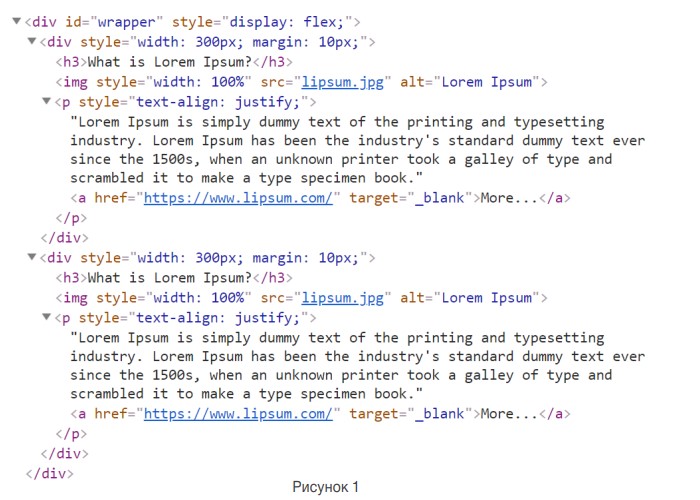 <div id="wrapper" style="display: flex;">
<div style="width: 300px; margin: 10px;">
<h3>What is Lorem Ipsum?</h3>
<img style="width: 100%" src="lipsum.jpg" alt="Lorem Ipsum">
<p style="text-align: justify;">
"Lorem Ipsum is simply dummy text of the printing and typesetting
industry. Lorem Ipsum has been the industry's standard dummy text ever
since the 1500s, when an unknown printer took a galley of type and
scrambled it to make a type specimen book."
<a href="https://www.lipsum.com/" target="_blank">More...</a>
</p>
</div>
<div style="width: 300px; margin: 10px;">
<h3>What is Lorem Ipsum?</h3>
<img style="width: 100%" src="lipsum.jpg" alt="Lorem Ipsum">
<p style="text-align: justify;">
"Lorem Ipsum is simply dummy text of the printing and typesetting
industry. Lorem Ipsum has been the industry's standard dummy text ever
since the 1500s, when an unknown printer took a galley of type and
scrambled it to make a type specimen book."
<a href="https://www.lipsum.com/" target="_blank">More...</a>
</p>
</div>
</div>
Рисунок 1